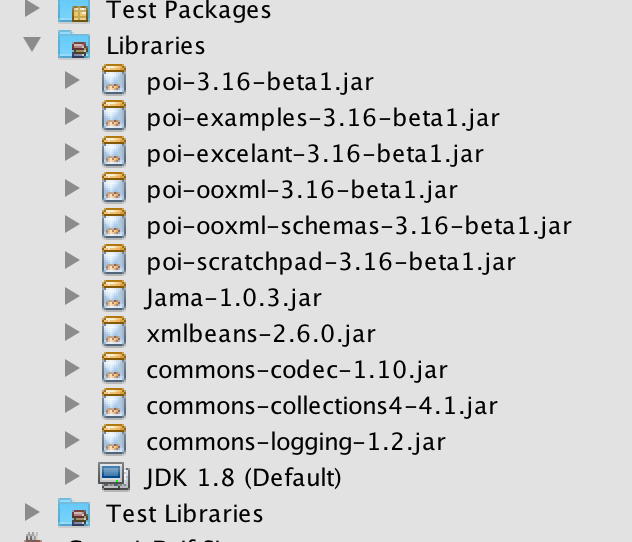 Test Packages
Libraries
poi-3.16-beta1.jar
poi-examples-3.16-beta1.jar
poi-excelant-3.16-beta1.jar
poi-ooxml-3.16-beta1.jar
poi-ooxml-schemas-3.16-beta1.jar
poi-scratchpad-3.16-beta1.jar
Jama-1.0.3.jar
xmlbeans-2.6.0.jar
commons-codec-1.10.jar
commons-collections4-4.1.jar
commons-logging-1.2.jar
JDK 1.8 (Default)
Test Libraries